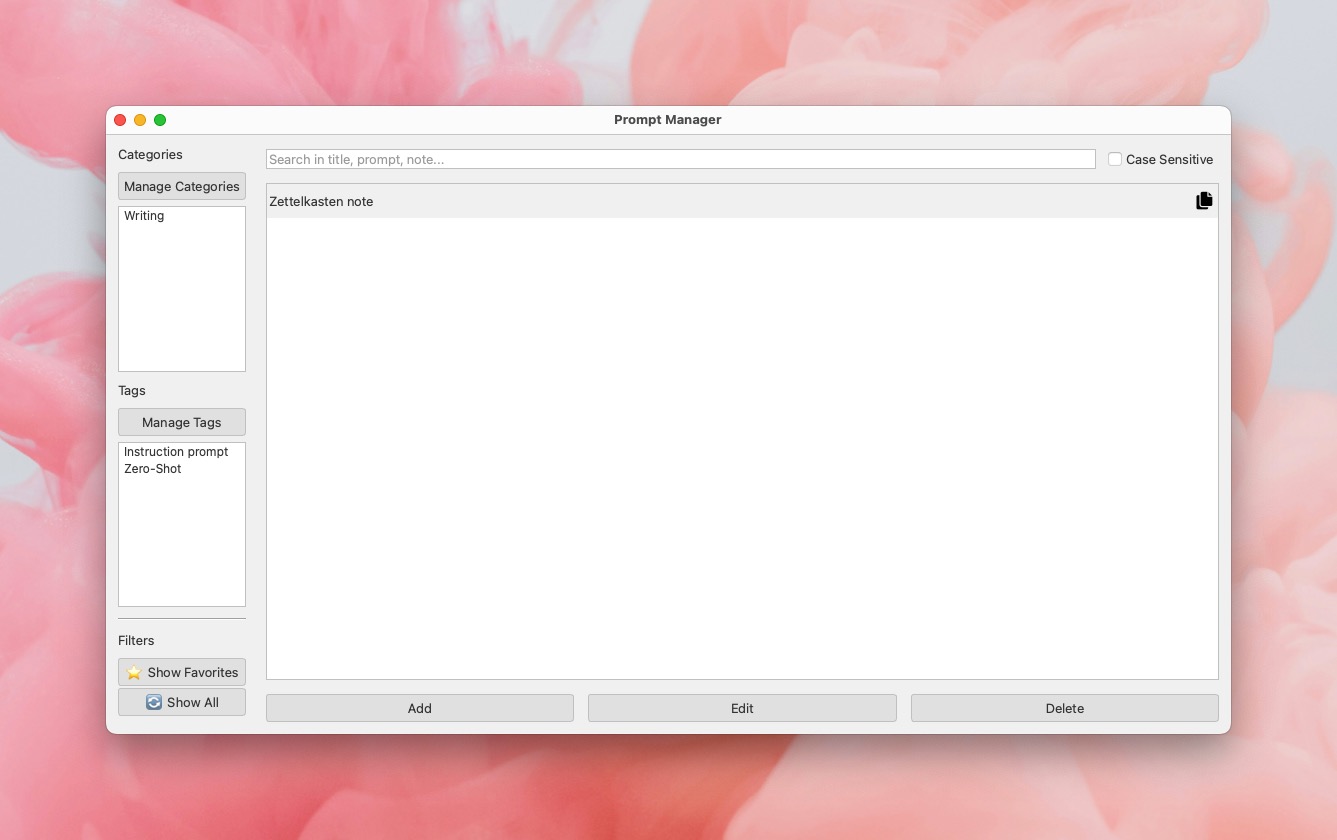 Prompt Manager
Categories
Manage Categories
Writing
Tags
Manage Tags
Instruction prompt
Zero-Shot
Filters
Show Favorites
Show All
Search in title, prompt, note...
Case Sensitive
Zettelkasten note
Add
Edit
Delete